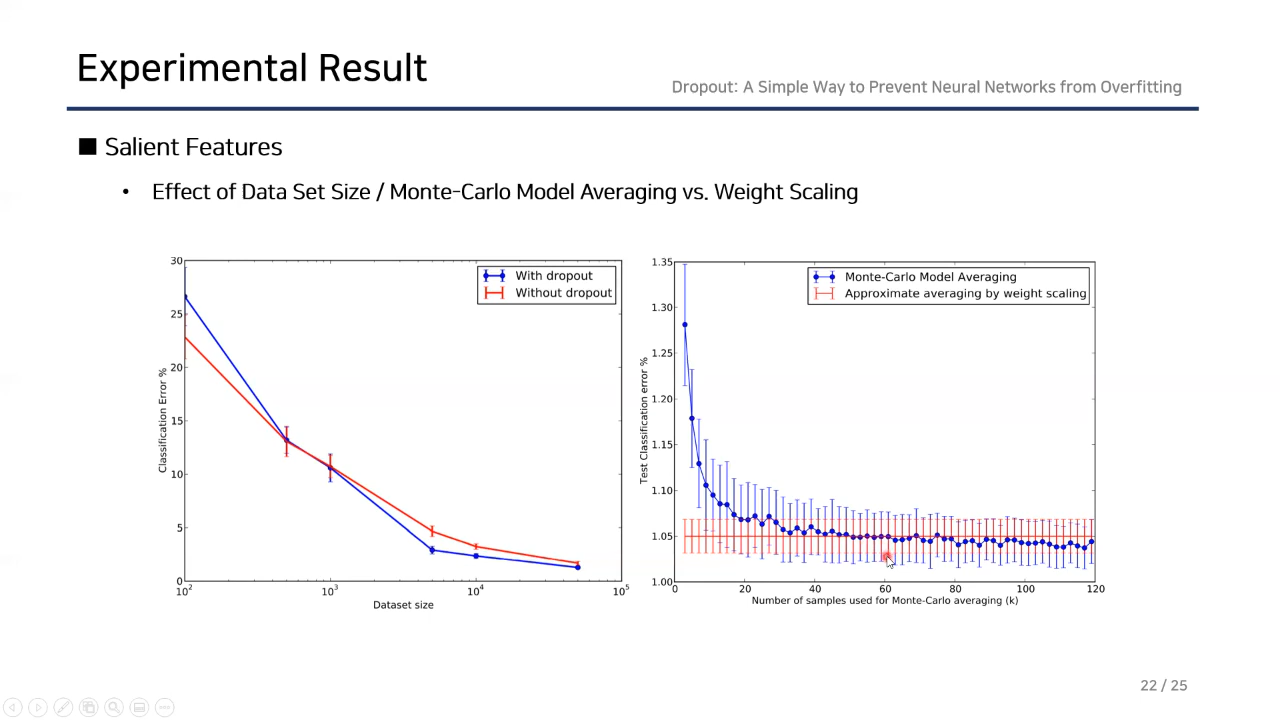 Experimental Result
Dropout: A Simple Way to Prevent Neural Networks from Overfitting
■ Salient Features
• Effect of Data Set Size / Monte-Carlo Model Averaging vs. Weight Scaling
30
25
20
15
10
5
0
Classification Error %
10²
10³
10⁴
10⁵
Dataset size
With dropout
Without dropout
1.35
1.30
1.25
1.20
1.15
1.10
1.05
1.00
Test Classification error %
0
20
40
60
80
100
120
Number of samples used for Monte-Carlo averaging (k)
Monte-Carlo Model Averaging
Approximate averaging by weight scaling
22 / 25